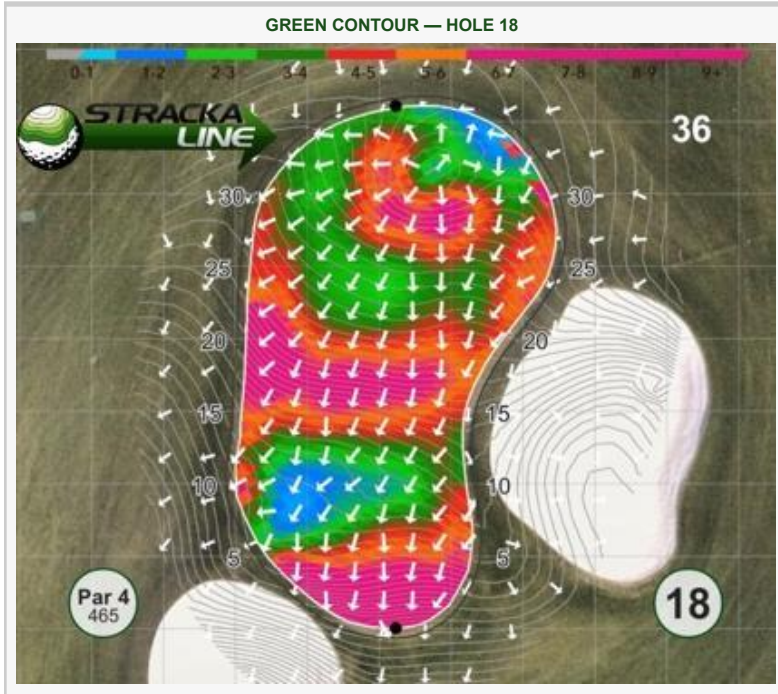 GREEN CONTOUR — HOLE 18
0-1 1-2 2-3 3-4 4-5 5-6 6-7 7-8 8-9 9+
STRACKA
LINE
36
30 30
25 25
20 20
15 15
10 10
5 5
Par 4
465
18